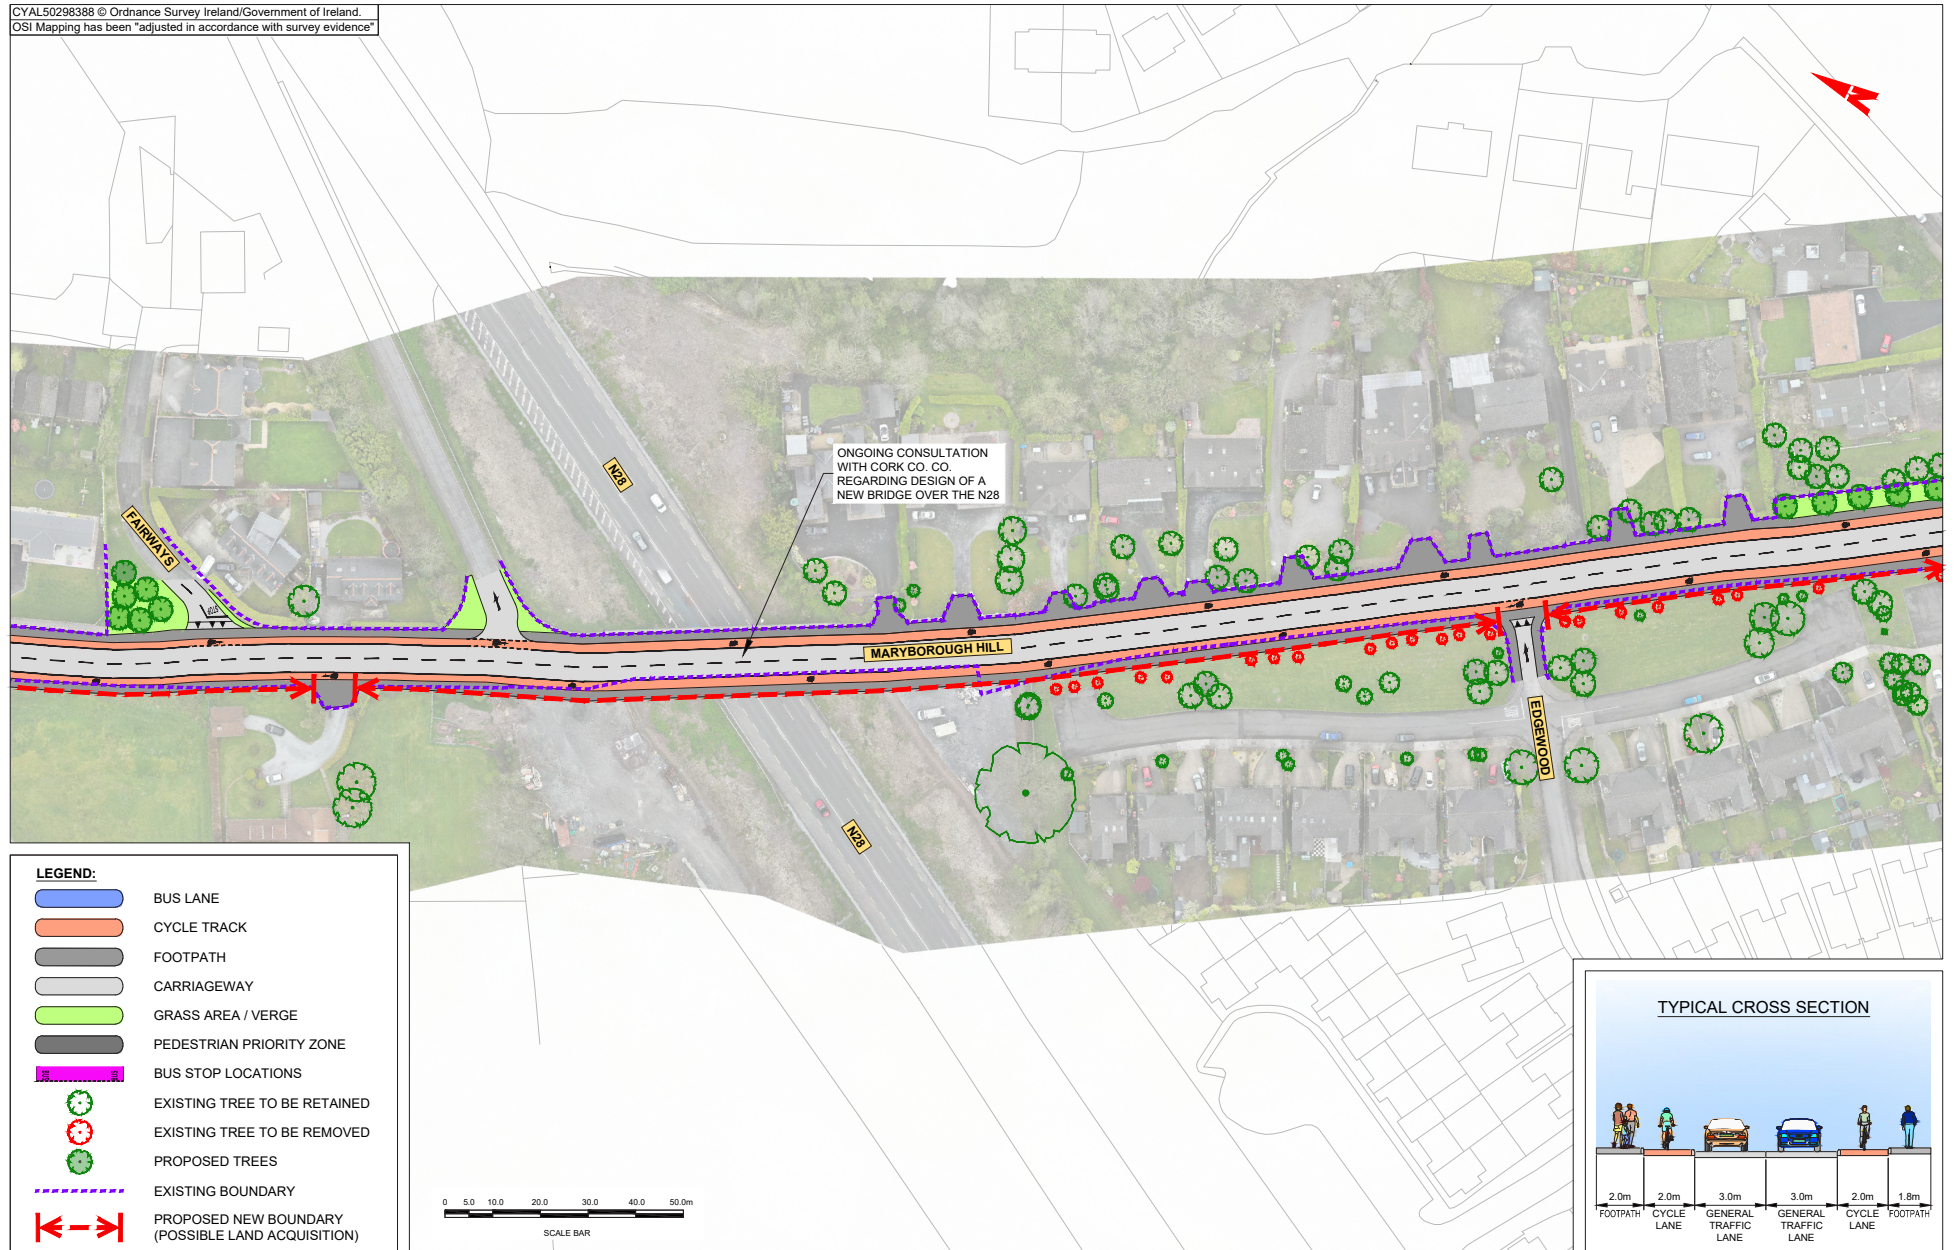 CYAL50298388 © Ordnance Survey Ireland/Government of Ireland.
OSI Mapping has been "adjusted in accordance with survey evidence"
N
N28
ONGOING CONSULTATION
WITH CORK CO. CO.
REGARDING DESIGN OF A
NEW BRIDGE OVER THE N28
FAIRWAYS
STOP
MARYBOROUGH HILL
EDGEWOOD
N28
LEGEND:
BUS LANE
CYCLE TRACK
FOOTPATH
CARRIAGEWAY
GRASS AREA / VERGE
PEDESTRIAN PRIORITY ZONE
BUS STOP LOCATIONS
EXISTING TREE TO BE RETAINED
EXISTING TREE TO BE REMOVED
PROPOSED TREES
EXISTING BOUNDARY
PROPOSED NEW BOUNDARY
(POSSIBLE LAND ACQUISITION)
0 5.0 10.0 20.0 30.0 40.0 50.0m
SCALE BAR
TYPICAL CROSS SECTION
2.0m 2.0m 3.0m 3.0m 2.0m 1.8m
FOOTPATH CYCLE GENERAL GENERAL CYCLE FOOTPATH
LANE TRAFFIC TRAFFIC LANE
LANE LANE